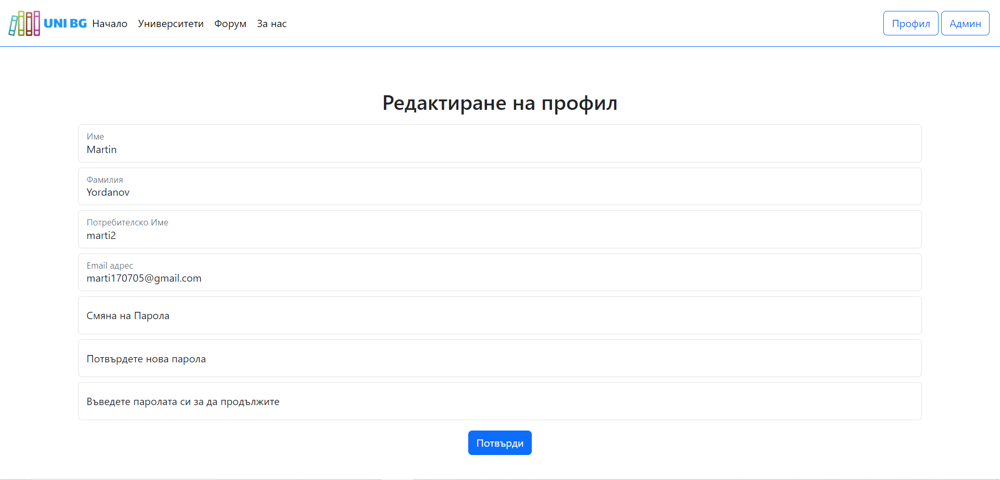 UNI BG Начало Университети Форум За нас Профил Админ
Редактиране на профил
Име
Martin
Фамилия
Yordanov
Потребителско Име
marti2
Email адрес
marti170705@gmail.com
Смяна на Парола
Потвърдете нова парола
Въведете паролата си за да продължите
Потвърди